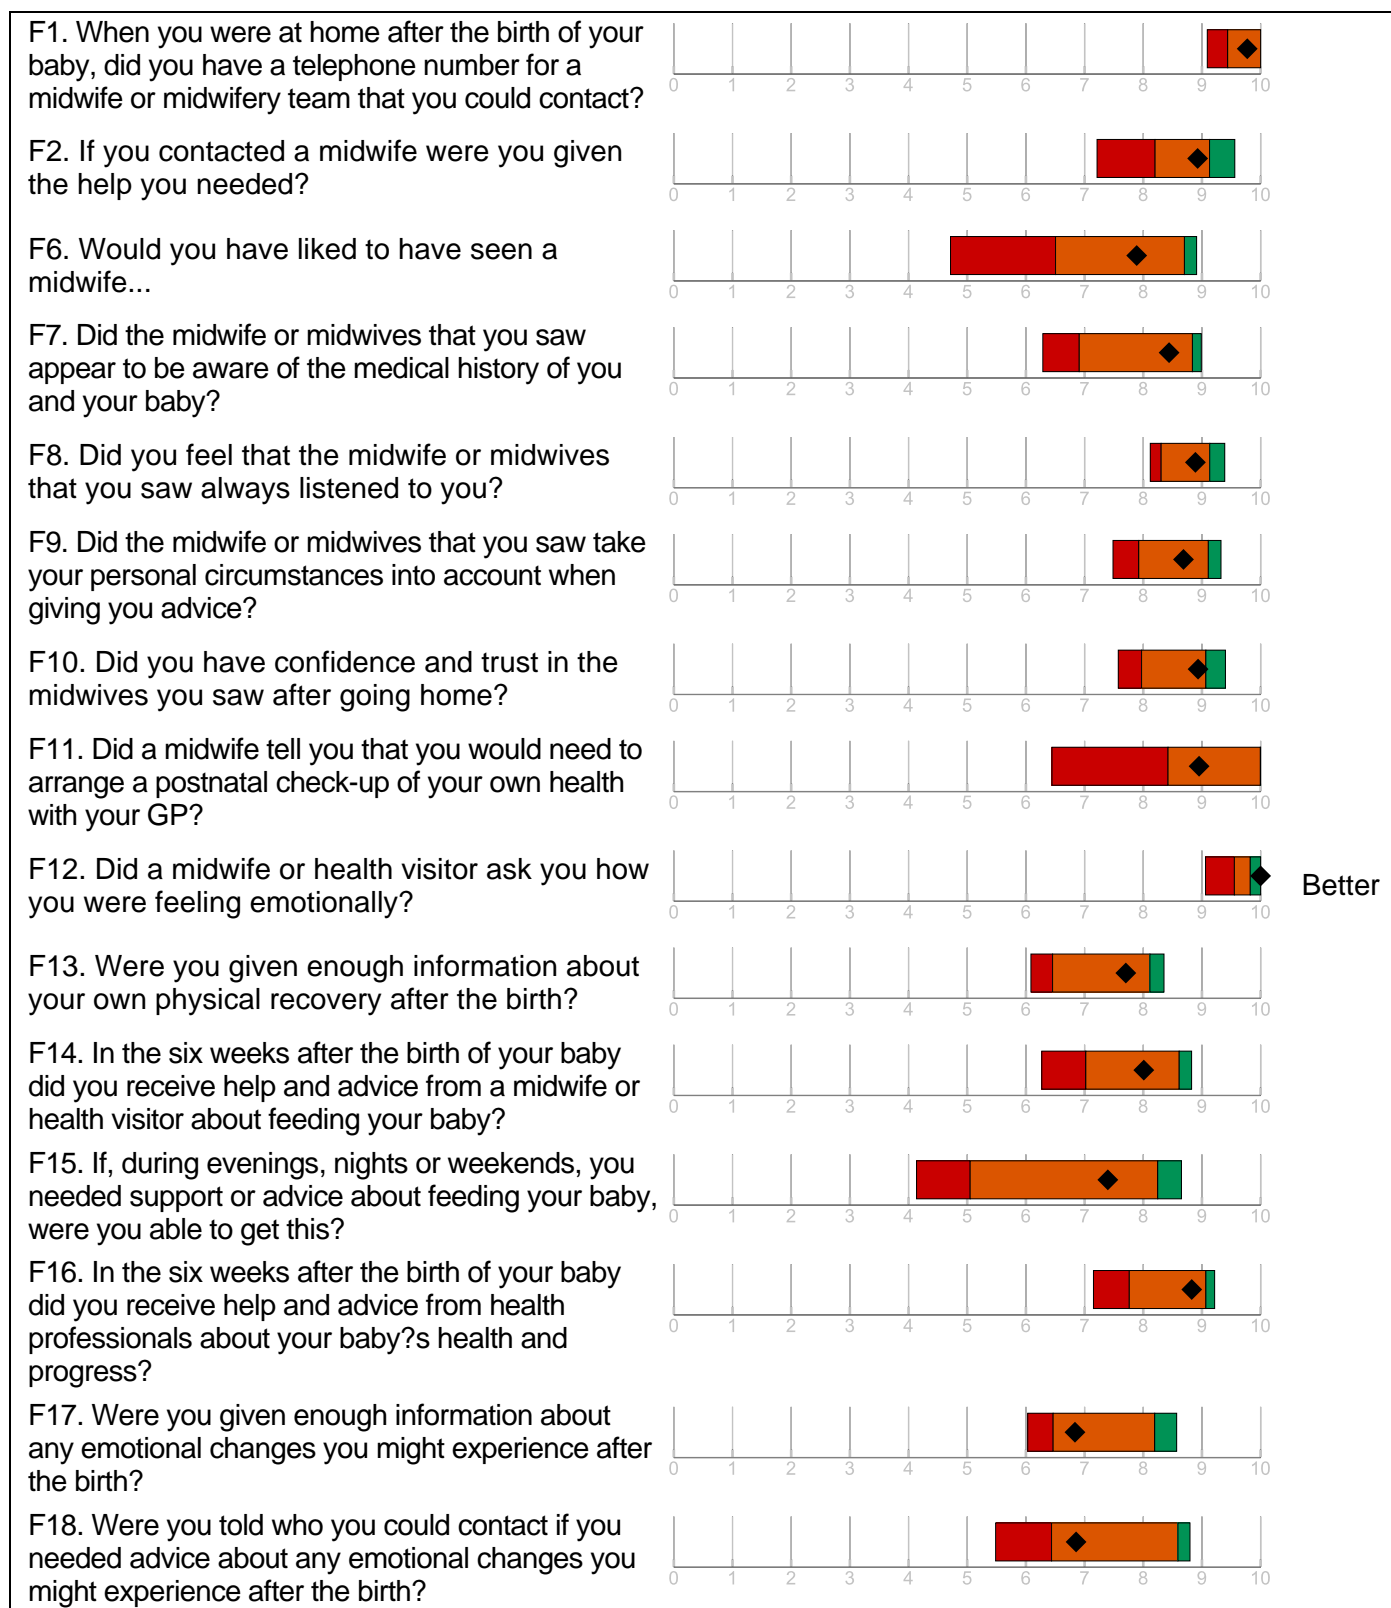 F1. When you were at home after the birth of your
baby, did you have a telephone number for a
midwife or midwifery team that you could contact?
0 1 2 3 4 5 6 7 8 9 10
F2. If you contacted a midwife were you given
the help you needed?
0 1 2 3 4 5 6 7 8 9 10
F6. Would you have liked to have seen a
midwife...
0 1 2 3 4 5 6 7 8 9 10
F7. Did the midwife or midwives that you saw
appear to be aware of the medical history of you
and your baby?
0 1 2 3 4 5 6 7 8 9 10
F8. Did you feel that the midwife or midwives
that you saw always listened to you?
0 1 2 3 4 5 6 7 8 9 10
F9. Did the midwife or midwives that you saw take
your personal circumstances into account when
giving you advice?
0 1 2 3 4 5 6 7 8 9 10
F10. Did you have confidence and trust in the
midwives you saw after going home?
0 1 2 3 4 5 6 7 8 9 10
F11. Did a midwife tell you that you would need to
arrange a postnatal check-up of your own health
with your GP?
0 1 2 3 4 5 6 7 8 9 10
F12. Did a midwife or health visitor ask you how
you were feeling emotionally?
Better
0 1 2 3 4 5 6 7 8 9 10
F13. Were you given enough information about
your own physical recovery after the birth?
0 1 2 3 4 5 6 7 8 9 10
F14. In the six weeks after the birth of your baby
did you receive help and advice from a midwife or
health visitor about feeding your baby?
0 1 2 3 4 5 6 7 8 9 10
F15. If, during evenings, nights or weekends, you
needed support or advice about feeding your baby,
were you able to get this?
0 1 2 3 4 5 6 7 8 9 10
F16. In the six weeks after the birth of your baby
did you receive help and advice from health
professionals about your baby?s health and
progress?
0 1 2 3 4 5 6 7 8 9 10
F17. Were you given enough information about
any emotional changes you might experience after
the birth?
0 1 2 3 4 5 6 7 8 9 10
F18. Were you told who you could contact if you
needed advice about any emotional changes you
might experience after the birth?
0 1 2 3 4 5 6 7 8 9 10